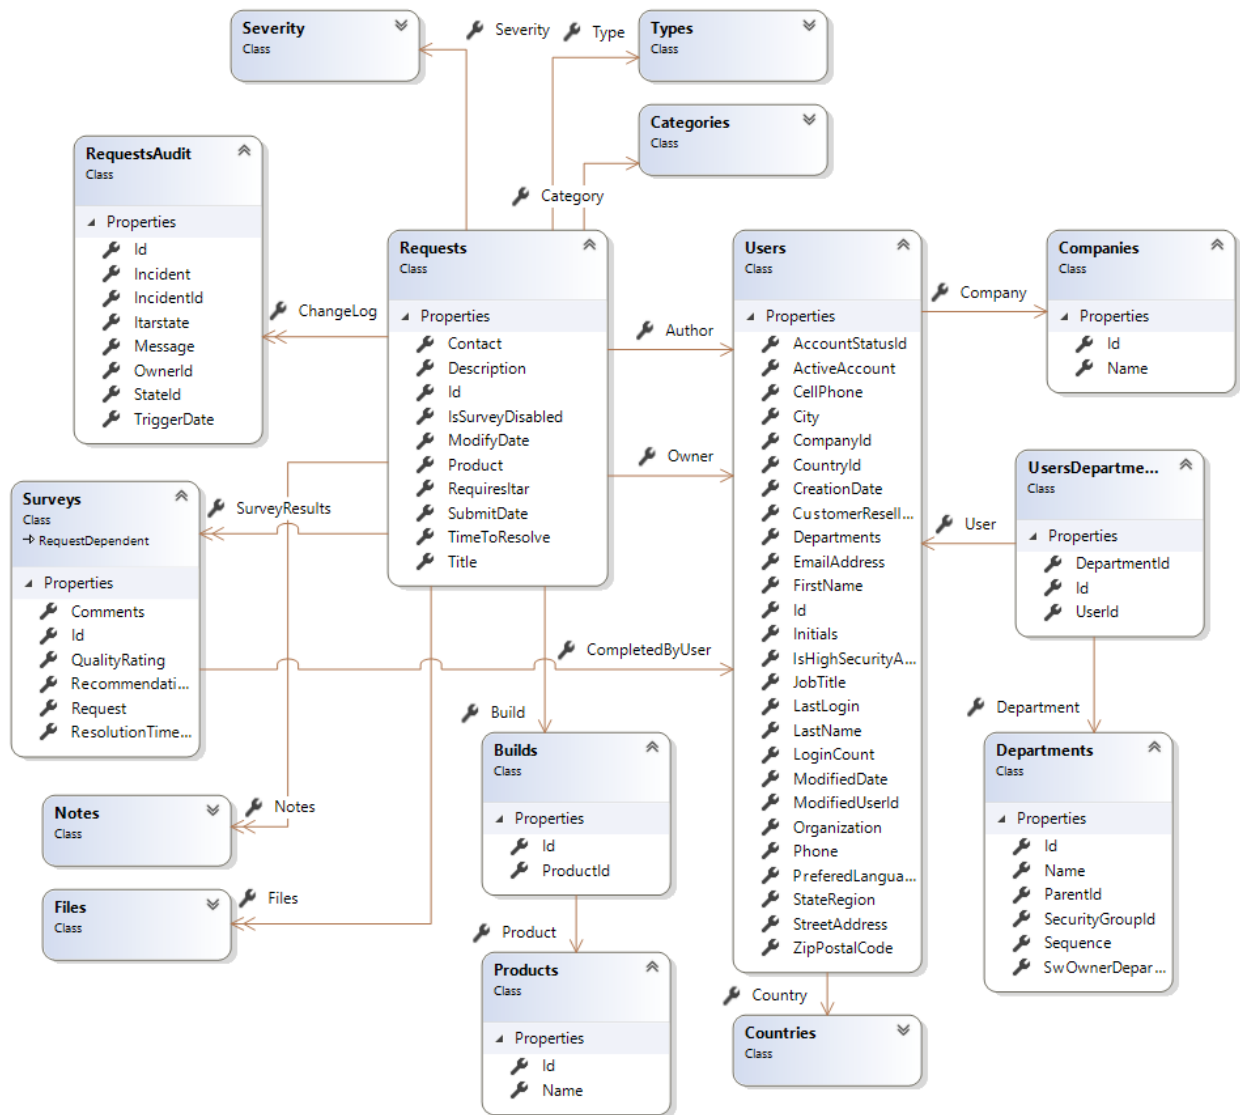 Severity
Class
Severity
Type
Types
Class
Categories
Class
Category
RequestsAudit
Class
Properties
Id
Incident
IncidentId
Itarstate
Message
OwnerId
StateId
TriggerDate
ChangeLog
Requests
Class
Properties
Contact
Description
Id
IsSurveyDisabled
ModifyDate
Product
RequiresItar
SubmitDate
TimeToResolve
Title
Author
Owner
Users
Class
Properties
AccountStatusId
ActiveAccount
CellPhone
City
CompanyId
CountryId
CreationDate
CustomerResell...
Departments
EmailAddress
FirstName
Id
Initials
IsHighSecurityA...
JobTitle
LastLogin
LastName
LoginCount
ModifiedDate
ModifiedUserId
Organization
Phone
PreferedLangua...
StateRegion
StreetAddress
ZipPostalCode
Company
Companies
Class
Properties
Id
Name
User
UsersDepartme...
Class
Properties
DepartmentId
Id
UserId
Department
Departments
Class
Properties
Id
Name
ParentId
SecurityGroupId
Sequence
SwOwnerDepar...
Surveys
Class
RequestDependent
Properties
Comments
Id
QualityRating
Recommendati...
Request
ResolutionTime...
SurveyResults
CompletedByUser
Build
Builds
Class
Properties
Id
ProductId
Notes
Class
Notes
Files
Class
Files
Product
Products
Class
Properties
Id
Name
Country
Countries
Class